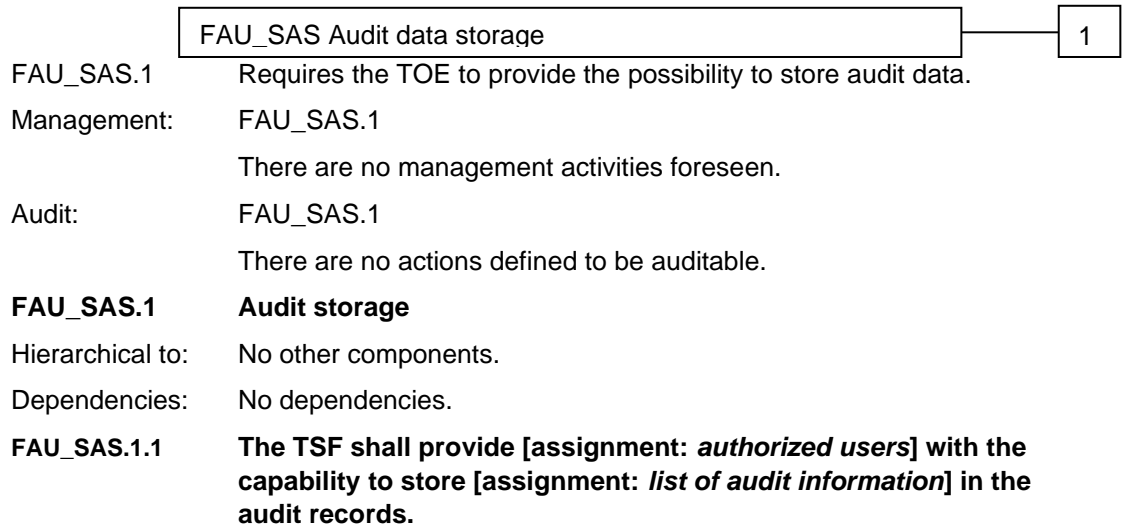 FAU_SAS Audit data storage 1
FAU_SAS.1 Requires the TOE to provide the possibility to store audit data.
Management: FAU_SAS.1
There are no management activities foreseen.
Audit: FAU_SAS.1
There are no actions defined to be auditable.
FAU_SAS.1 Audit storage
Hierarchical to: No other components.
Dependencies: No dependencies.
FAU_SAS.1.1 The TSF shall provide [assignment: authorized users] with the
capability to store [assignment: list of audit information] in the
audit records.